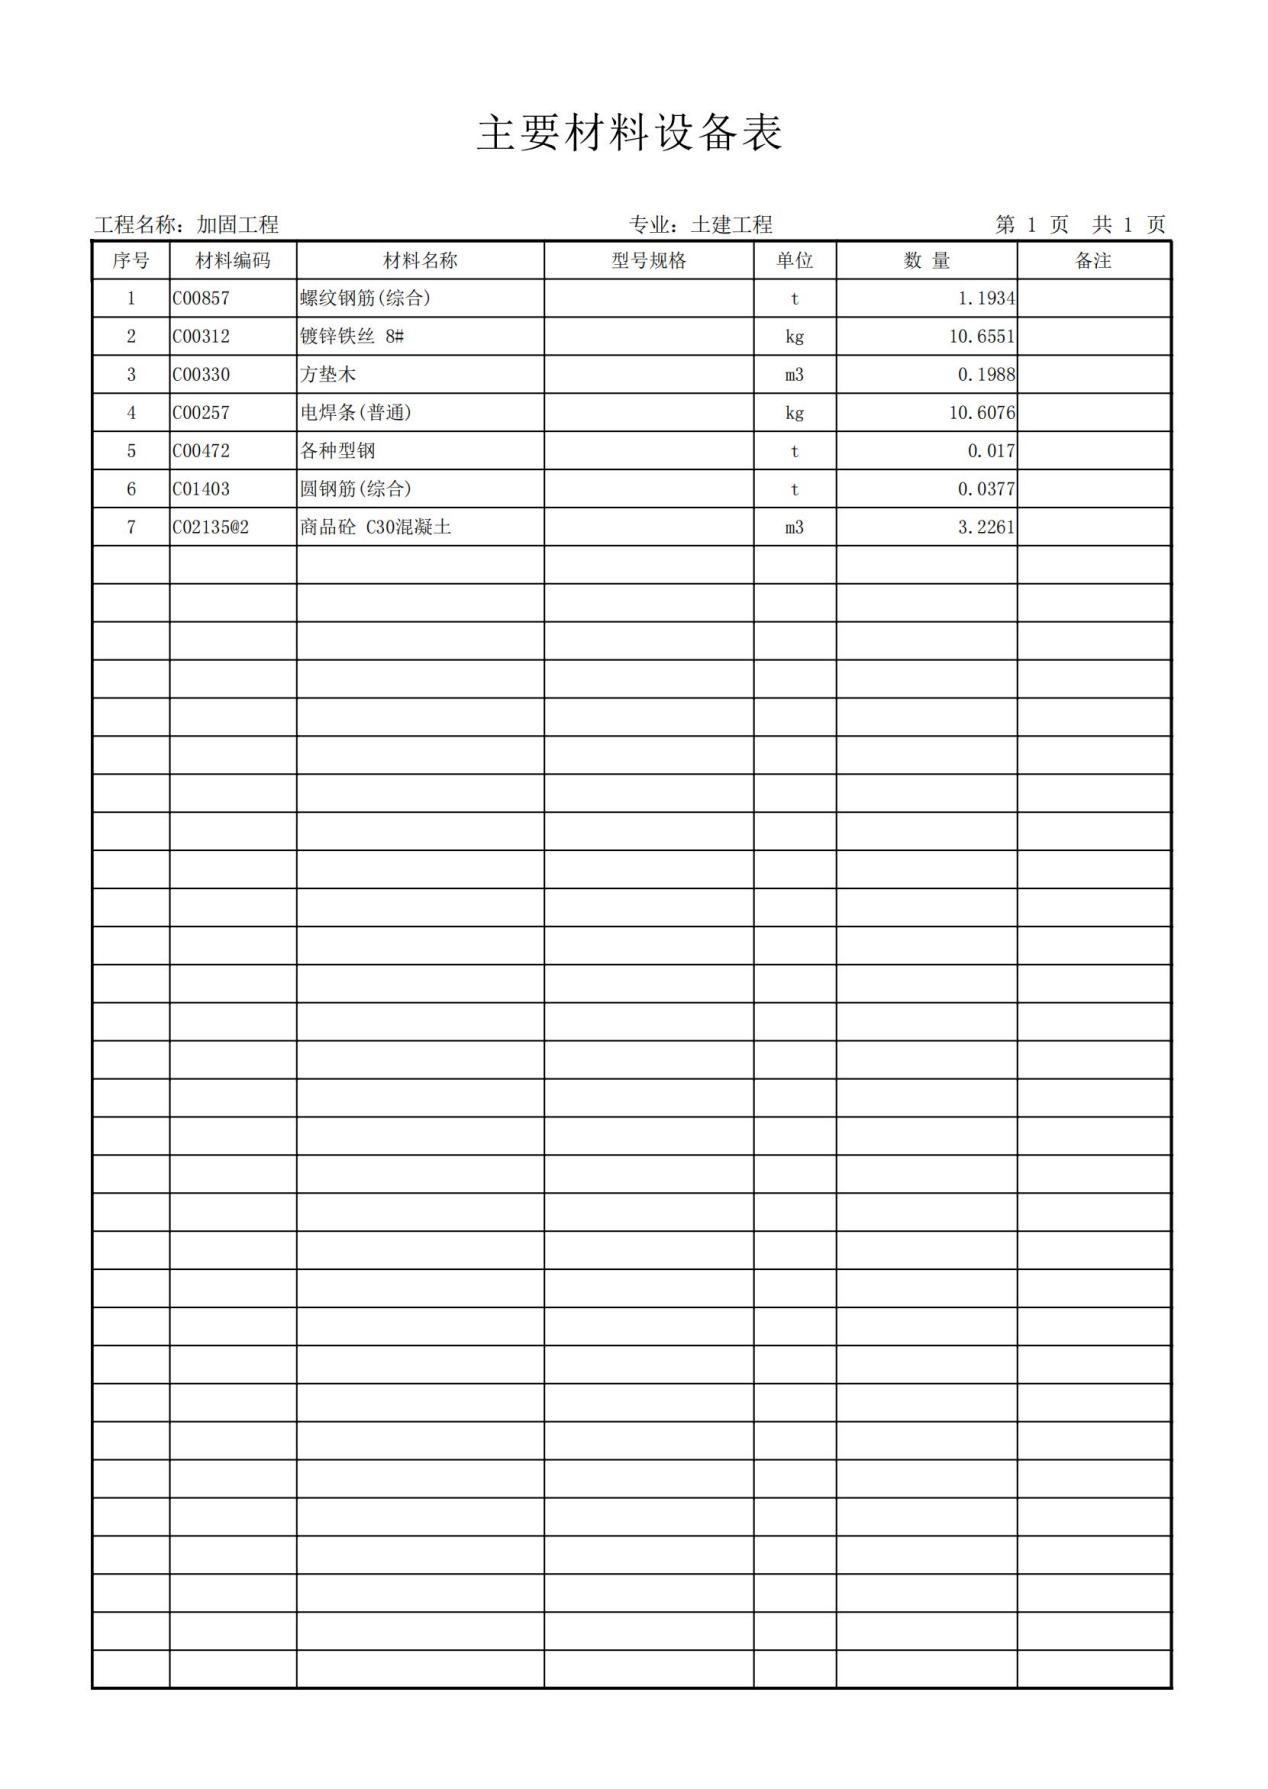 主要材料设备表
工程名称：加固工程 专业：土建工程 第 1 页 共 1 页
序号 材料编码 材料名称 型号规格 单位 数 量 备注
1 C00857 螺纹钢筋(综合) t 1.1934
2 C00312 镀锌铁丝 8# kg 10.6551
3 C00330 方垫木 m3 0.1988
4 C00257 电焊条(普通) kg 10.6076
5 C00472 各种型钢 t 0.017
6 C01403 圆钢筋(综合) t 0.0377
7 C02135@2 商品砼 C30混凝土 m3 3.2261